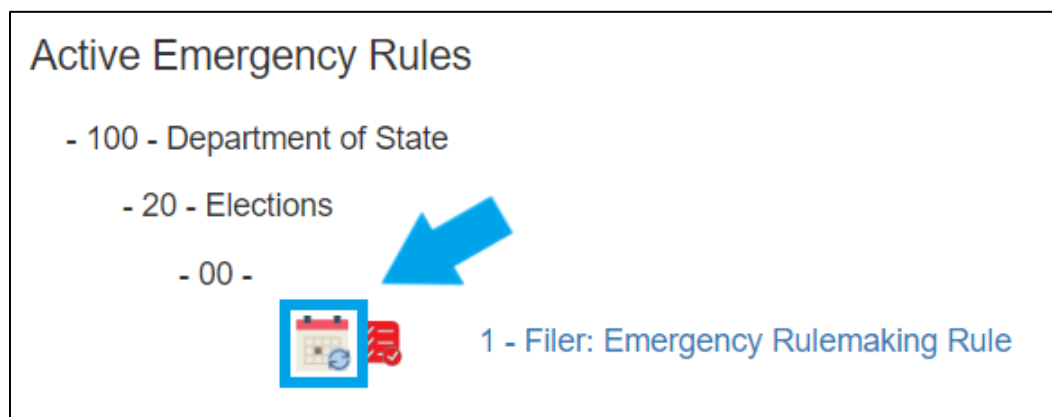 Active Emergency Rules
- 100 - Department of State
- 20 - Elections
- 00 -
1 - Filer: Emergency Rulemaking Rule